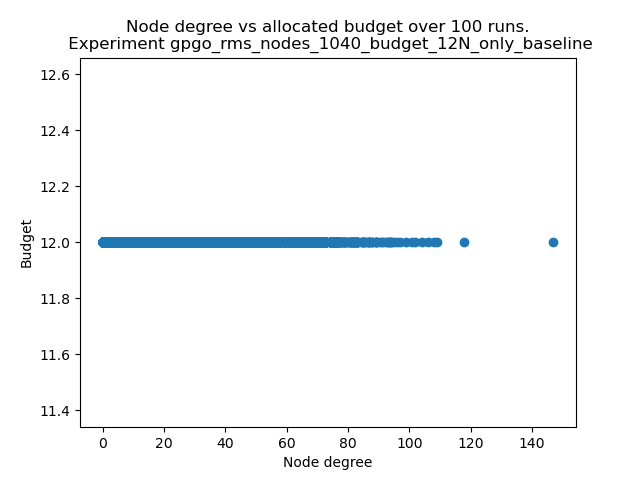 Node degree vs allocated budget over 100 runs.
Experiment gpgo_rms_nodes_1040_budget_12N_only_baseline
12.6
12.4
12.2
12.0
11.8
11.6
11.4
Budget
0 20 40 60 80 100 120 140
Node degree